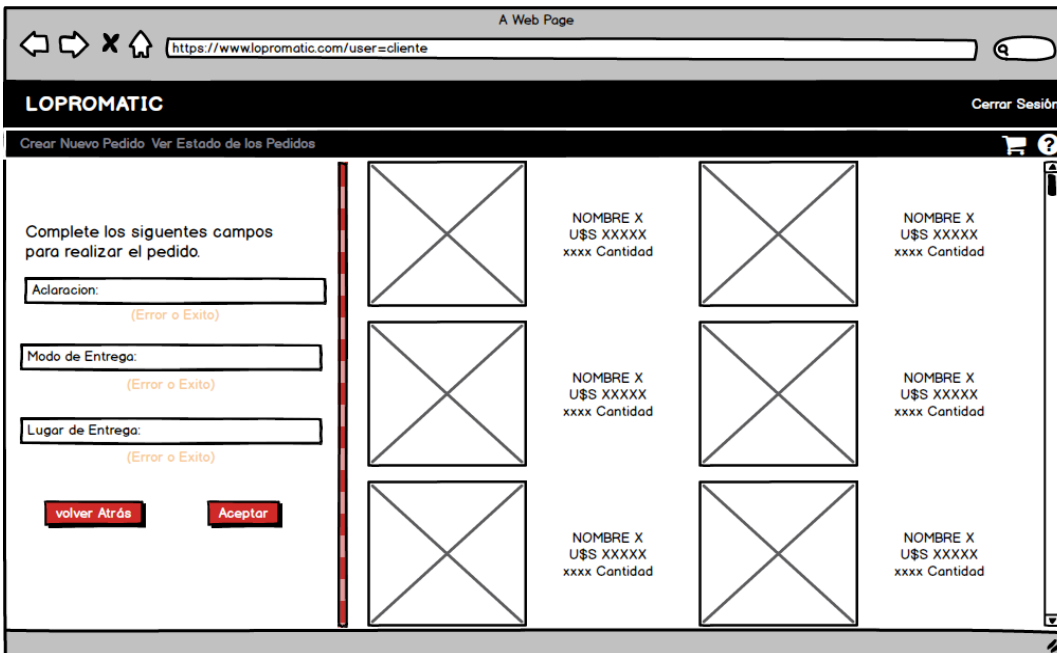 A Web Page
https://www.lopromatic.com/user=cliente
LOPROMATIC
Cerrar Sesión
Crear Nuevo Pedido Ver Estado de los Pedidos
?
Complete los siguentes campos
para realizar el pedido.
Aclaracion:
(Error o Exito)
Modo de Entrega:
(Error o Exito)
Lugar de Entrega:
(Error o Exito)
volver Atrás
Aceptar
NOMBRE X
U$S XXXXX
xxxx Cantidad
NOMBRE X
U$S XXXXX
xxxx Cantidad
NOMBRE X
U$S XXXXX
xxxx Cantidad
NOMBRE X
U$S XXXXX
xxxx Cantidad
NOMBRE X
U$S XXXXX
xxxx Cantidad
NOMBRE X
U$S XXXXX
xxxx Cantidad